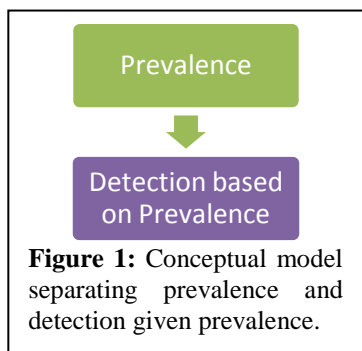 Prevalence
Detection based
on Prevalence
Figure 1: Conceptual model
separating prevalence and
detection given prevalence.